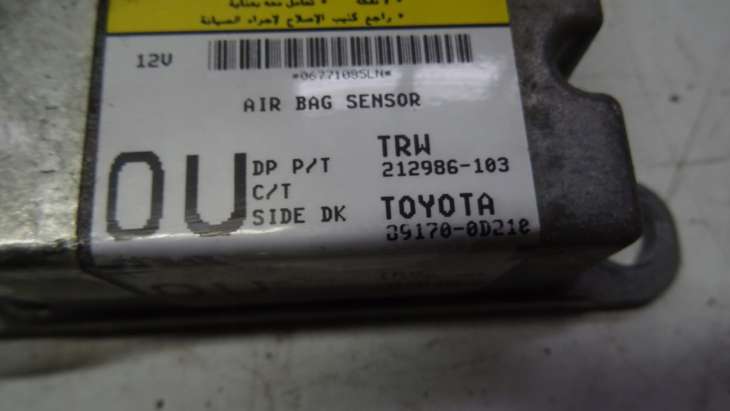 • راجع كتيب الإصلاح لإجراء الصيانة
12V
*0677108SLN*
AIR BAG SENSOR
OU
DP P/T
C/T
SIDE DK
TRW
212986-103
TOYOTA
89170-0D210